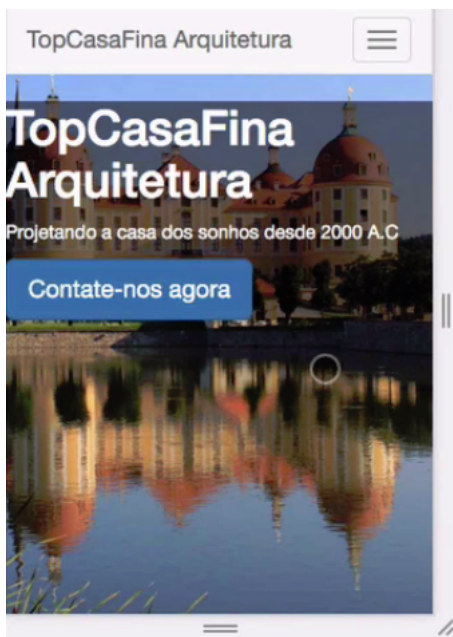 TopCasaFina Arquitetura
TopCasaFina
Arquitetura
Projetando a casa dos sonhos desde 2000 A.C
Contate-nos agora